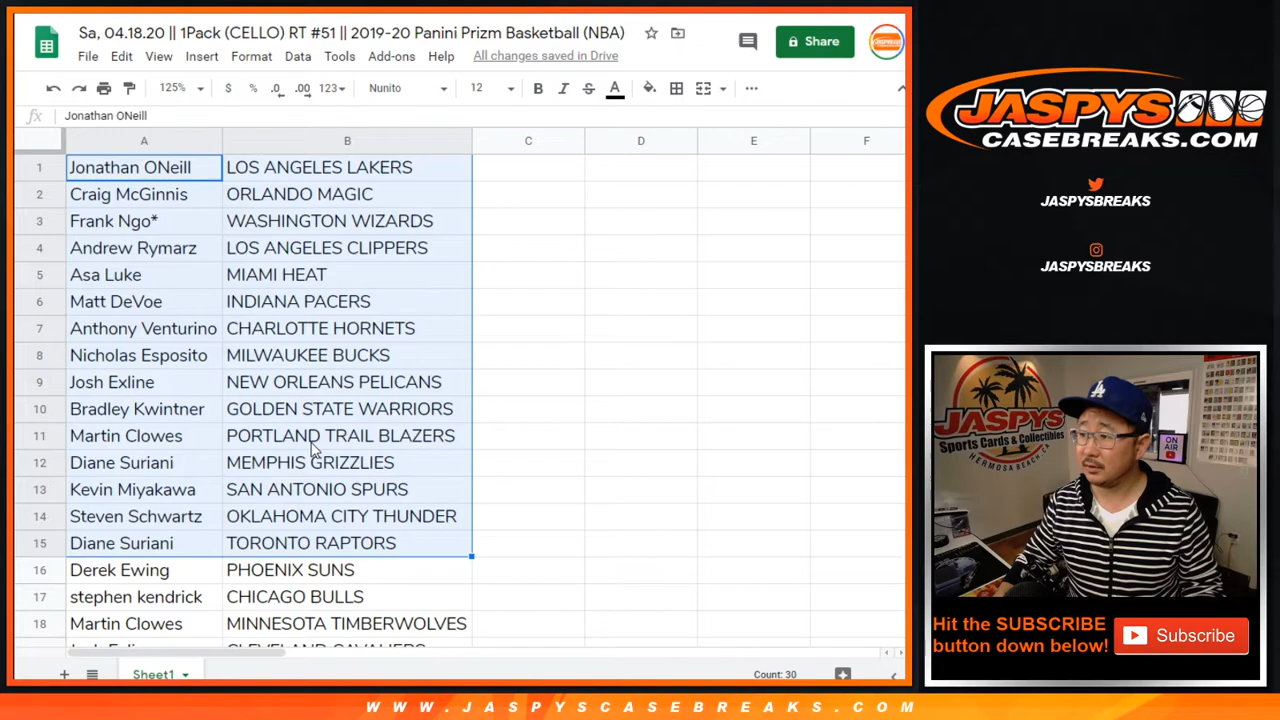 Sa, 04.18.20 || 1Pack (CELLO) RT #51 || 2019-20 Panini Prizm Basketball (NBA)
File Edit View Insert Format Data Tools Add-ons Help All changes saved in Drive
Share
125% $ % .0 .00 123 Nunito 12 B I S A
fx Jonathan ONeill
A B C D E F
1 Jonathan ONeill LOS ANGELES LAKERS
2 Craig McGinnis ORLANDO MAGIC
3 Frank Ngo* WASHINGTON WIZARDS
4 Andrew Rymarz LOS ANGELES CLIPPERS
5 Asa Luke MIAMI HEAT
6 Matt DeVoe INDIANA PACERS
7 Anthony Venturino CHARLOTTE HORNETS
8 Nicholas Esposito MILWAUKEE BUCKS
9 Josh Exline NEW ORLEANS PELICANS
10 Bradley Kwintner GOLDEN STATE WARRIORS
11 Martin Clowes PORTLAND TRAIL BLAZERS
12 Diane Suriani MEMPHIS GRIZZLIES
13 Kevin Miyakawa SAN ANTONIO SPURS
14 Steven Schwartz OKLAHOMA CITY THUNDER
15 Diane Suriani TORONTO RAPTORS
16 Derek Ewing PHOENIX SUNS
17 stephen kendrick CHICAGO BULLS
18 Martin Clowes MINNESOTA TIMBERWOLVES
Sheet1
Count: 30
JASPYS
CASEBREAKS.COM
JASPYSBREAKS
JASPYSBREAKS
JASPYS
Sports Cards & Collectibles
HERMOSA BEACH, CA
ON AIR
Hit the SUBSCRIBE
button down below!
Subscribe
WWW.JASPYSCASEBREAKS.COM